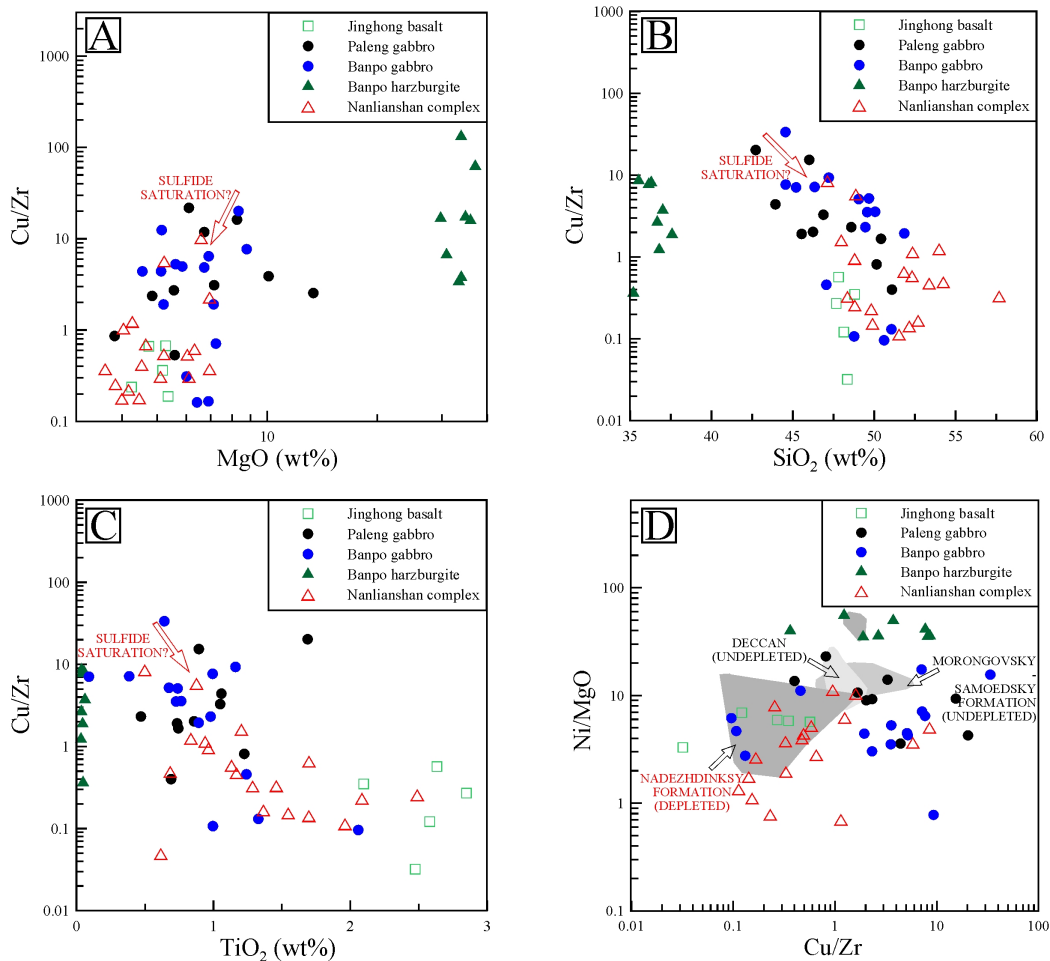 A
Jinghong basalt
Paleng gabbro
Banpo gabbro
Banpo harzburgite
Nanlianshan complex
SULFIDE
SATURATION?
Cu/Zr
1000
100
10
1
0.1
10
MgO (wt%)
B
Jinghong basalt
Paleng gabbro
Banpo gabbro
Banpo harzburgite
Nanlianshan complex
SULFIDE
SATURATION?
Cu/Zr
1000
100
10
1
0.1
0.01
35
40
45
50
55
60
SiO2 (wt%)
C
Jinghong basalt
Paleng gabbro
Banpo gabbro
Banpo harzburgite
Nanlianshan complex
SULFIDE
SATURATION?
Cu/Zr
1000
100
10
1
0.1
0.01
0
1
2
3
TiO2 (wt%)
D
Jinghong basalt
Paleng gabbro
Banpo gabbro
Banpo harzburgite
Nanlianshan complex
DECCAN
(UNDEPLETED)
MORONGOVSKY
SAMOEDSKY
FORMATION
(UNDEPLETED)
NADEZHDINKSY
FORMATION
(DEPLETED)
Ni/MgO
100
10
1
0.1
0.01
0.1
1
10
100
Cu/Zr